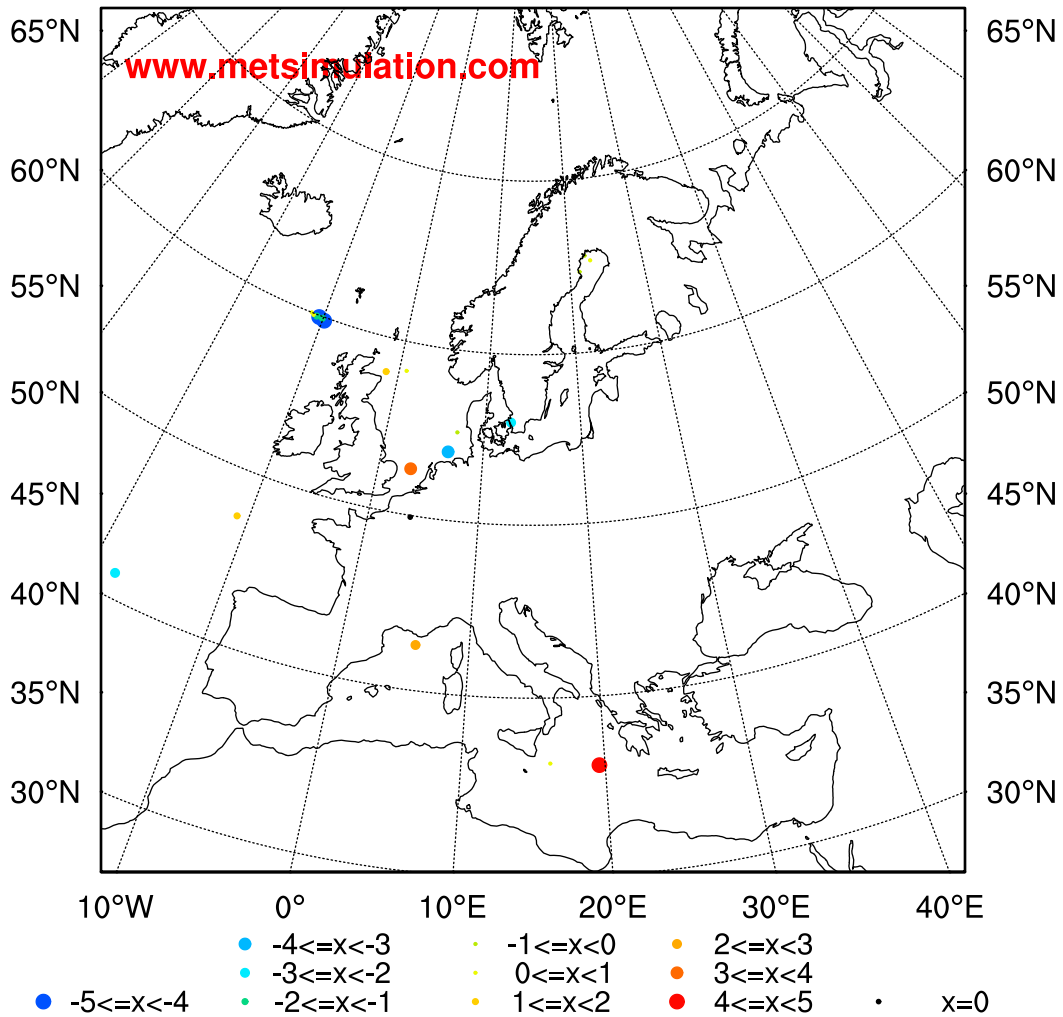 65°N 65°N
www.metsimulation.com
60°N 60°N
55°N 55°N
50°N 50°N
45°N 45°N
40°N 40°N
35°N 35°N
30°N 30°N
10°W 0° 10°E 20°E 30°E 40°E
-4<=x<-3 -1<=x<0 2<=x<3
-3<=x<-2 0<=x<1 3<=x<4
-5<=x<-4 -2<=x<-1 1<=x<2 4<=x<5 x=0